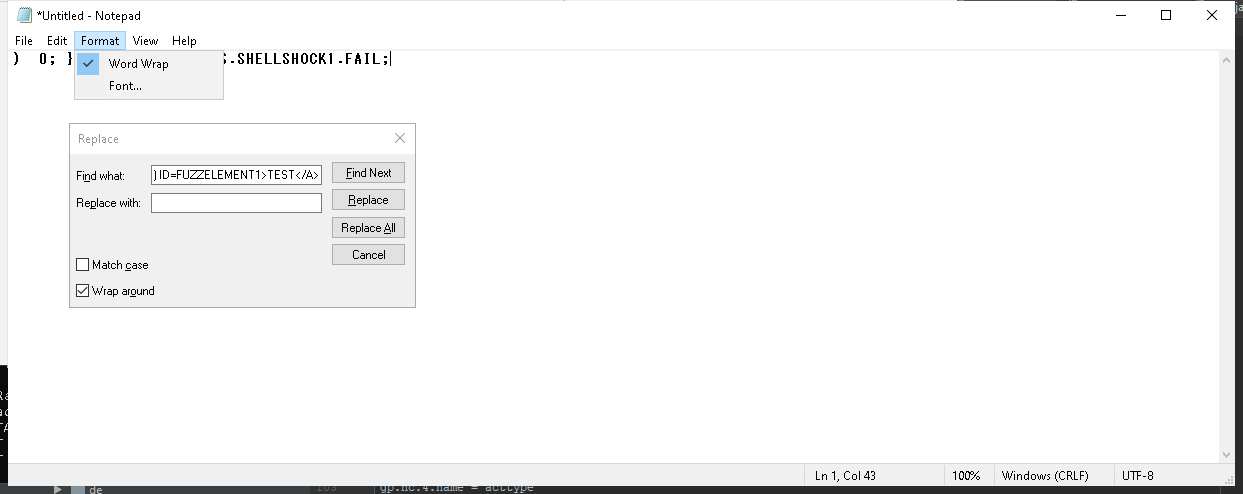 *Untitled - Notepad
File Edit Format View Help
) 0; } S.SHELLSHOCK1.FAIL;
Word Wrap
Font...
Replace
Find what: )ID=FUZZELEMENT1>TEST</A> Find Next
Replace with: Replace
Replace All
Cancel
Match case
Wrap around
Ln 1, Col 43 100% Windows (CRLF) UTF-8
de 103 gp.nc.4.name = acctype